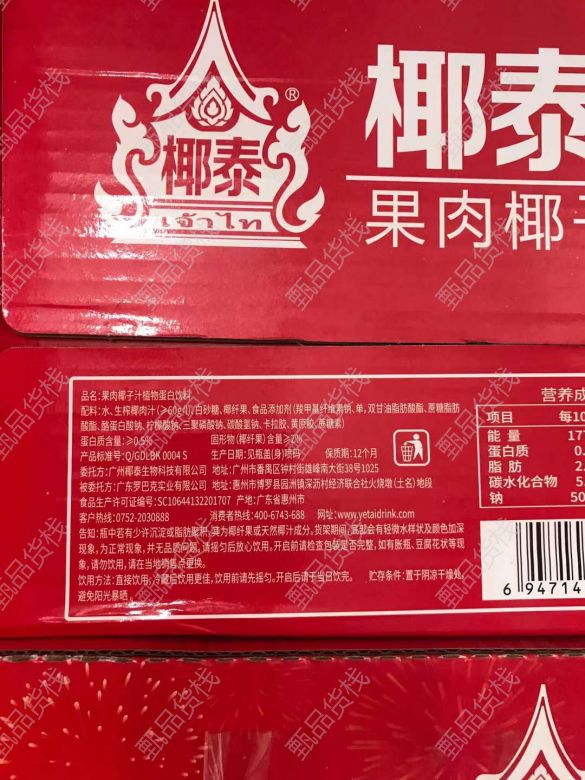 椰泰
®
เจ้าไท
椰泰
果肉椰子
品名:果肉椰子汁植物蛋白饮料
配料:水、生榨椰肉汁(≥60g/l)、白砂糖、椰纤果、食品添加剂(羧甲基纤维素钠、单，双甘油脂肪酸酯、蔗糖脂肪
酸酯、酪蛋白酸钠、柠檬酸钠、三聚磷酸钠、碳酸氢钠、卡拉胶、黄原胶、蔗糖素)
蛋白质含量:≥0.5% 固形物(椰纤果)含量≥2%
产品标准号:Q/GDLBK 0004 S 生产日期:见瓶盖(身)喷码 保质期:12个月
委托方:广州椰泰生物科技有限公司 地址:广州市番禺区钟村街雄峰南大街38号1025
被委托方:广东罗巴克实业有限公司 地址:惠州市博罗县园洲镇深沥村经济联合社火烧墩(土名)地段
食品生产许可证编号:SC10644132201707 产地:广东省惠州市
客户热线:0752-2030888 消费者热线:400-6743-688 网址:www.yetaidrink.com
告知:瓶中若有少许沉淀或脂肪聚积,其为椰纤果或天然椰汁成分,货架期间,底部会有轻微水样状及颜色加深
现象,为正常现象,并无品质问题,请摇匀后放心饮用,开启前请检查包装是否完整,如有胀瓶、豆腐花状等现
象,请勿饮用,请在当地销售点更换。
饮用方法:直接饮用,冷藏后饮用更佳,饮用前请先摇匀。开启后请于当日饮完。 贮存条件:置于阴凉干燥处,
避免阳光暴晒。
营养成
项目 每10
能 量 17
蛋白质 0.
脂 肪 2.
碳水化合物 5.
钠 50
6 94714
甄品货栈